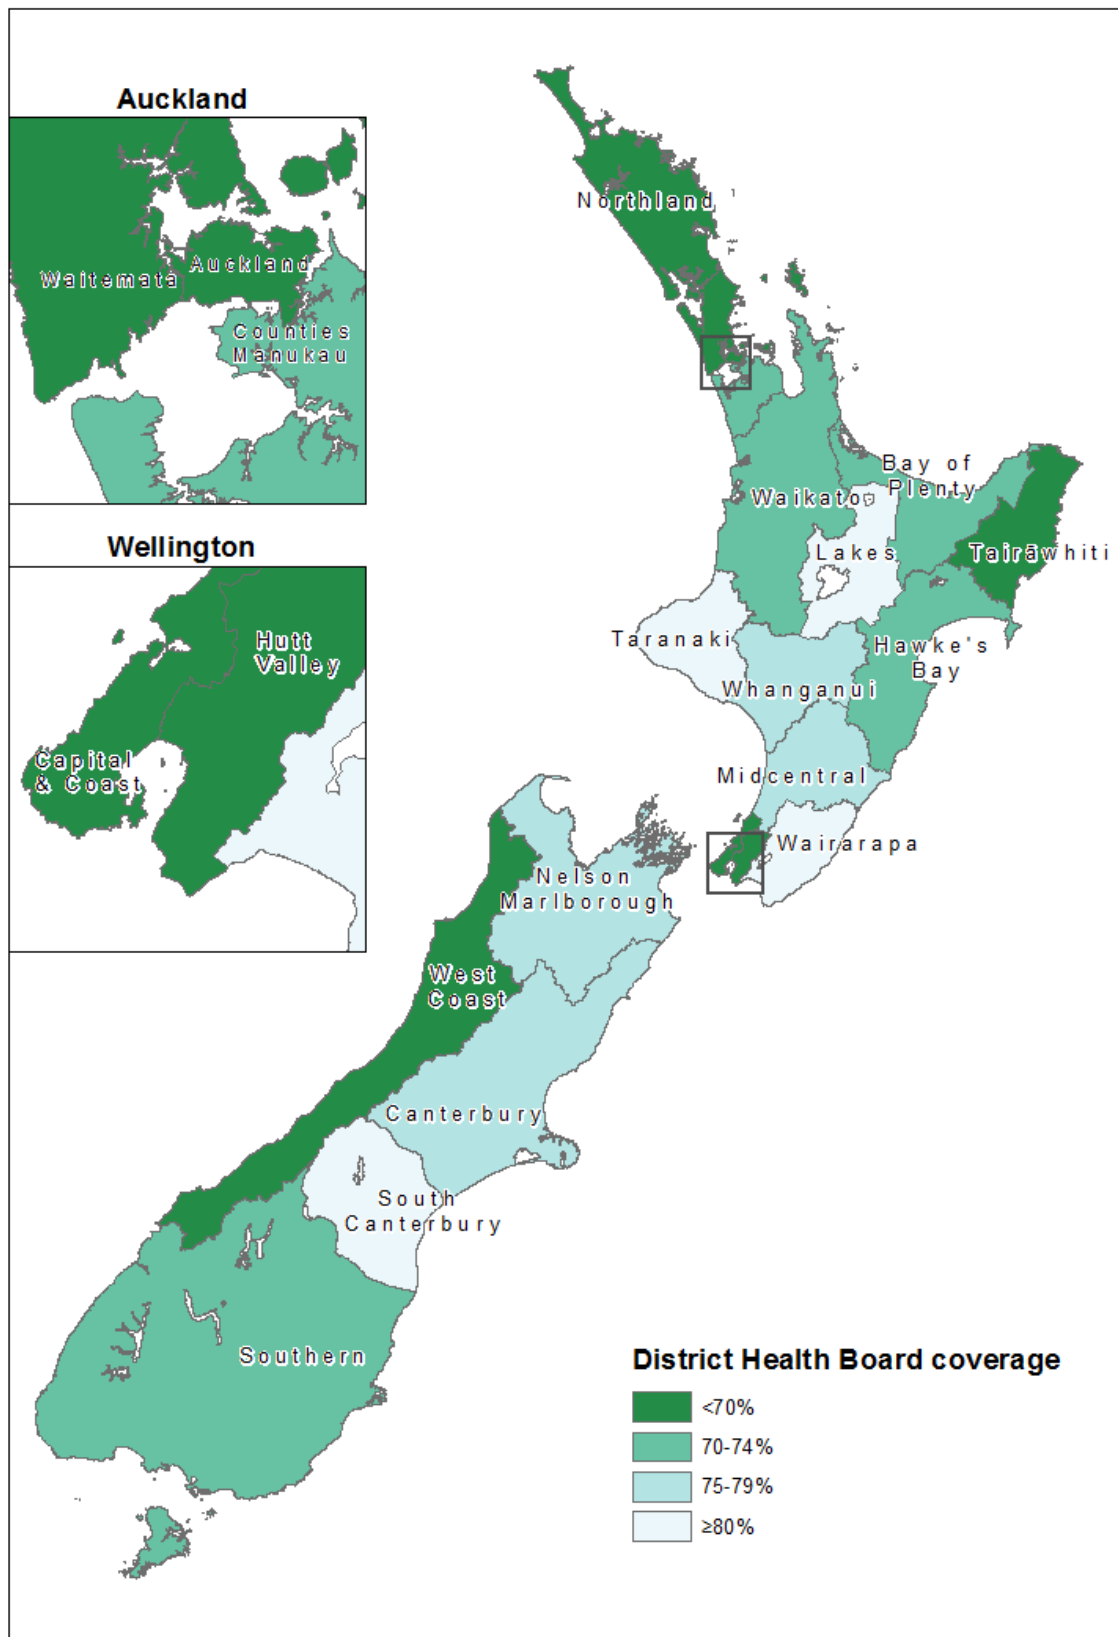 Auckland
Waitemata
Auckland
Counties
Manukau
Wellington
Hutt
Valley
Capital
& Coast
Northland
Bay of
Plenty
Waikato
Lakes
Tairāwhiti
Taranaki
Hawke's
Bay
Whanganui
Midcentral
Wairarapa
Nelson
Marlborough
West
Coast
Canterbury
South
Canterbury
Southern
District Health Board coverage
<70%
70-74%
75-79%
≥80%